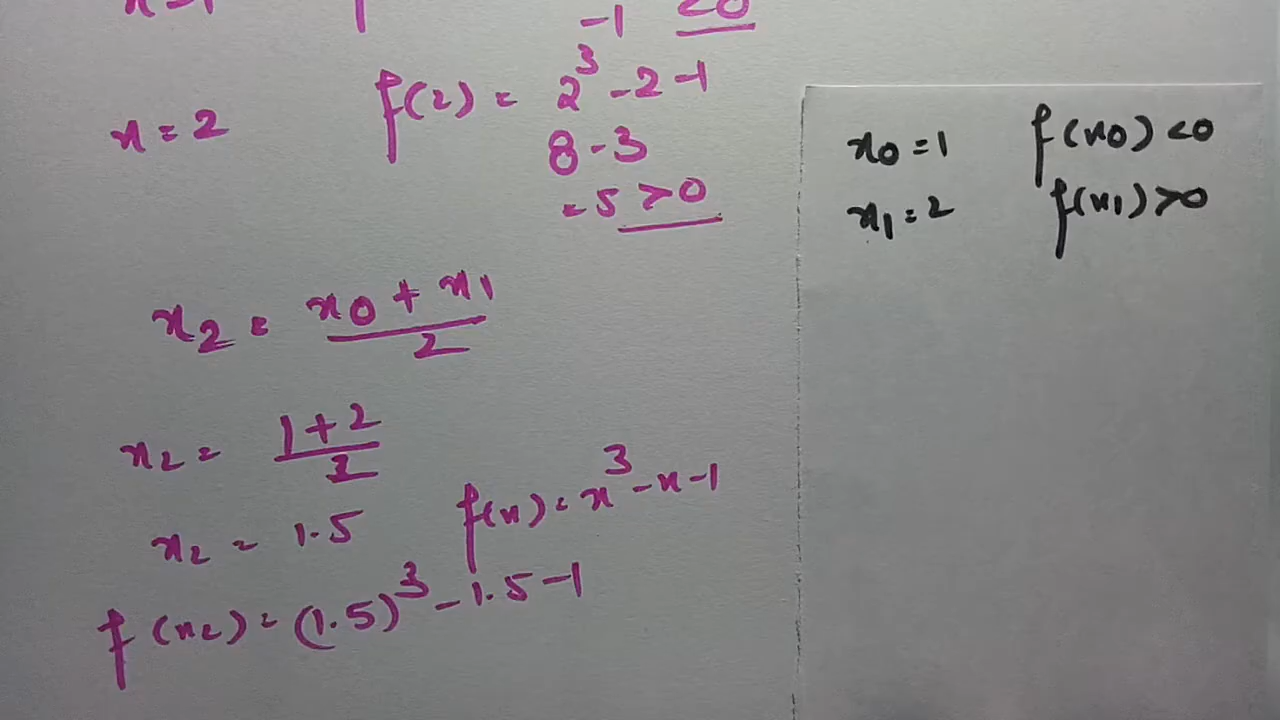 -1 <0
f(2) = 2³ - 2 - 1
x = 2
8 - 3
= 5 > 0
x₂ = x₀ + x₁ / 2
x₂ = 1 + 2 / 2
x₂ = 1.5
f(x) = x³ - x - 1
f(x₂) = (1.5)³ - 1.5 - 1
x₀ = 1 f(x₀) < 0
x₁ = 2 f(x₁) > 0